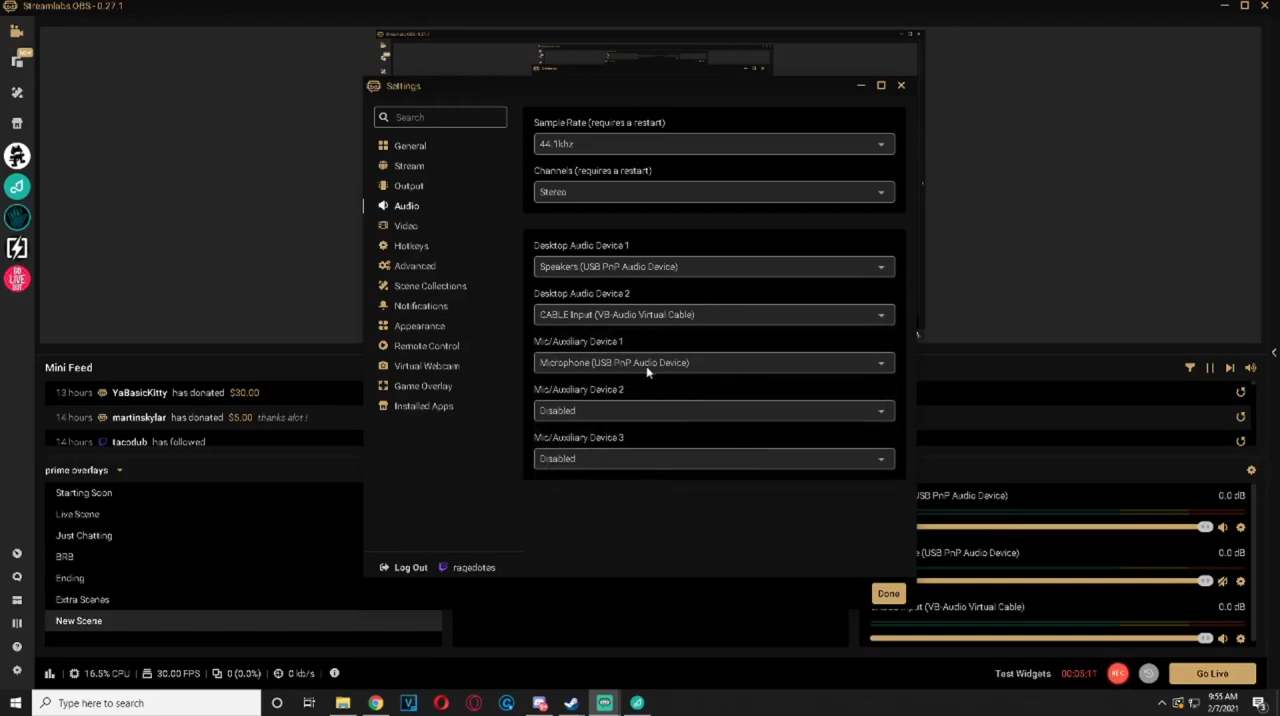 Streamlabs OBS - 0.27.1
Settings
Search
General
Stream
Output
Audio
Video
Hotkeys
Advanced
Scene Collections
Notifications
Appearance
Remote Control
Virtual Webcam
Game Overlay
Installed Apps
Log Out ragedotes
Sample Rate (requires a restart)
44.1khz
Channels (requires a restart)
Stereo
Desktop Audio Device 1
Speakers (USB PnP Audio Device)
Desktop Audio Device 2
CABLE Input (VB-Audio Virtual Cable)
Mic/Auxiliary Device 1
Microphone (USB PnP Audio Device)
Mic/Auxiliary Device 2
Disabled
Mic/Auxiliary Device 3
Disabled
Done
GO LIVE
Mini Feed
13 hours YaBasicKitty has donated $30.00
14 hours martinskylar has donated $5.00 thanks alot!
14 hours tacodub has followed
prime overlays
Starting Soon
Live Scene
Just Chatting
BRB
Ending
Extra Scenes
New Scene
USB PnP Audio Device) 0.0 dB
(USB PnP Audio Device) 0.0 dB
(VB-Audio Virtual Cable) 0.0 dB
16.5% CPU 30.00 FPS 0 (0.0%) 0 kb/s
Test Widgets 00:05:11 REC Go Live
Type here to search
9:55 AM
2/7/2021